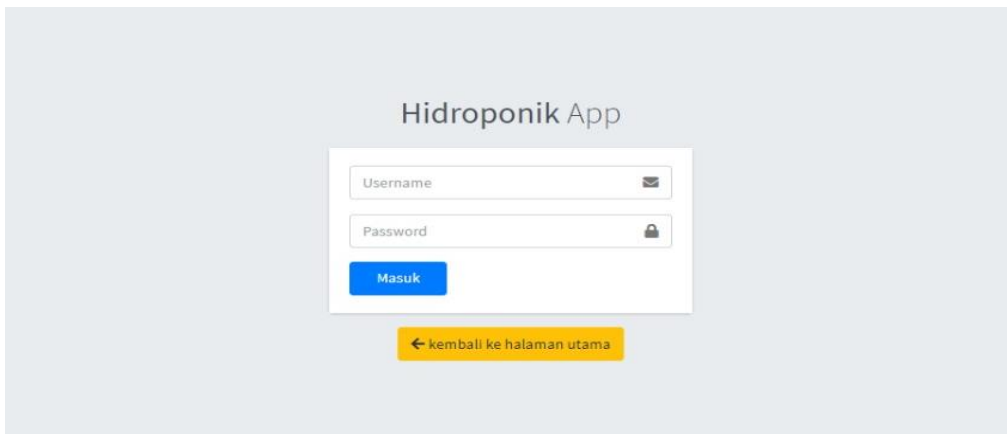 Hidroponik App
Username
Password
Masuk
kembali ke halaman utama